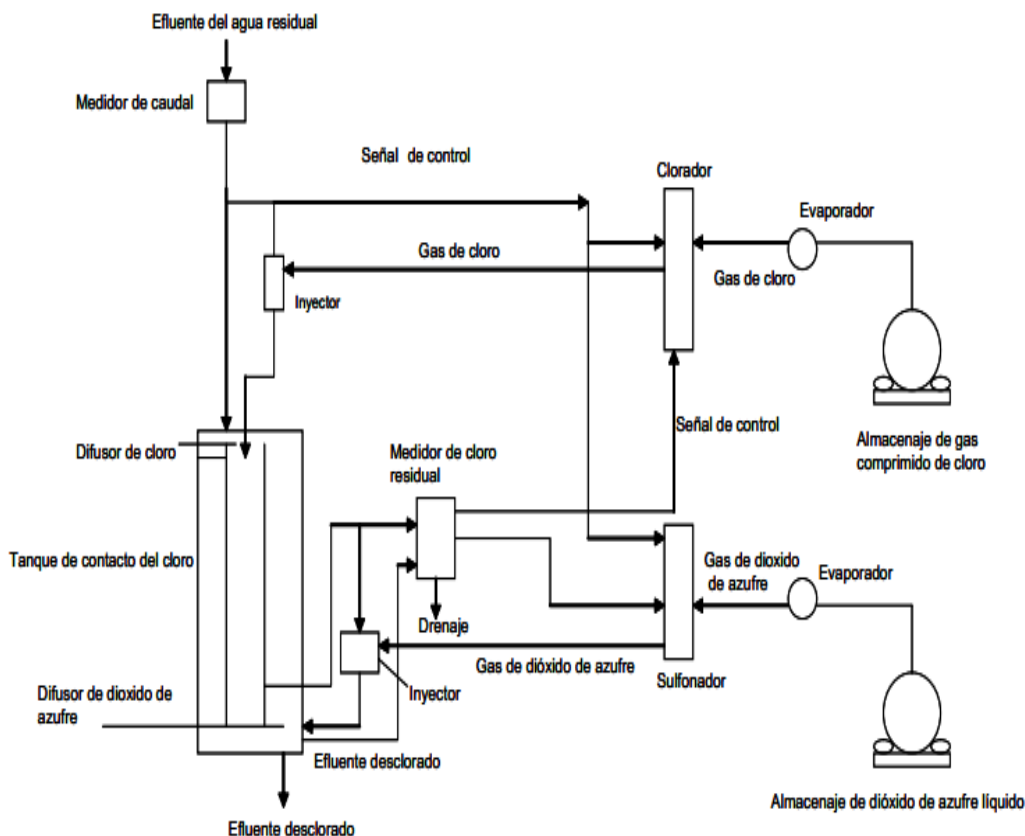 Efluente del agua residual
Medidor de caudal
Señal de control
Clorador
Evaporador
Gas de cloro
Gas de cloro
Inyector
Señal de control
Almacenaje de gas
comprimido de cloro
Difusor de cloro
Medidor de cloro
residual
Tanque de contacto del cloro
Gas de dioxido
de azufre
Evaporador
Drenaje
Gas de dióxido de azufre
Sulfonador
Difusor de dioxido de
azufre
Inyector
Efluente desclorado
Almacenaje de dióxido de azufre líquido
Efluente desclorado